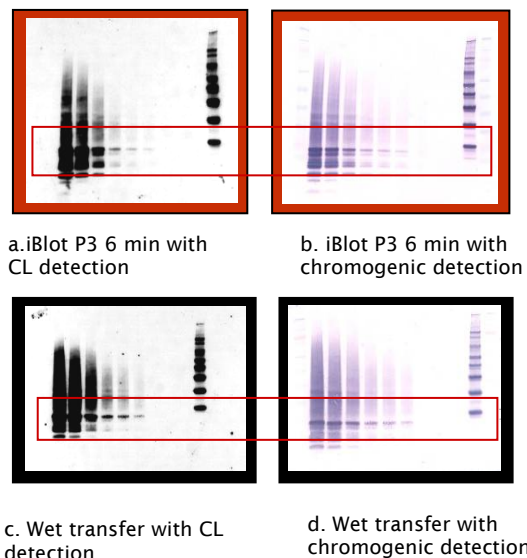 a.iBlot P3 6 min with
CL detection
b. iBlot P3 6 min with
chromogenic detection
c. Wet transfer with CL
detection
d. Wet transfer with
chromogenic detection